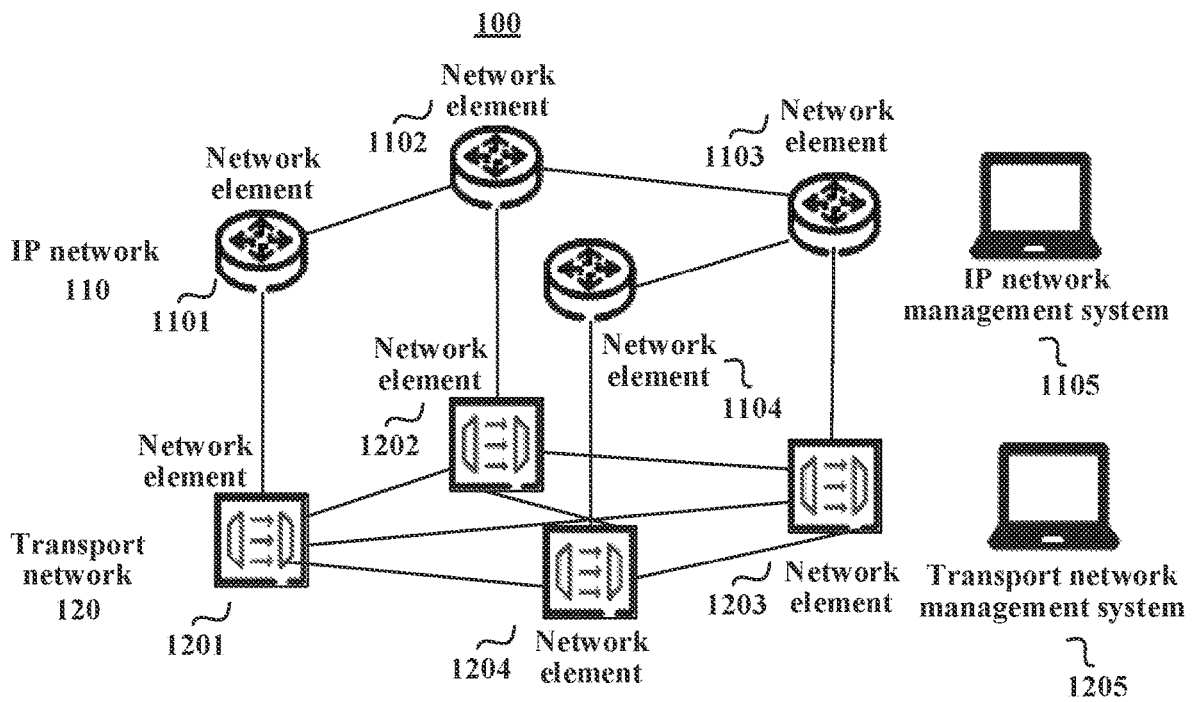 100
Network
element
1102
Network
element
1103
Network
element
1101
IP network
110
IP network
management system
1105
Network
element
1104
Network
element
1202
Network
element
1201
Transport
network
120
Network
element
1204
Network
element
1203
Transport network
management system
1205
Network
element